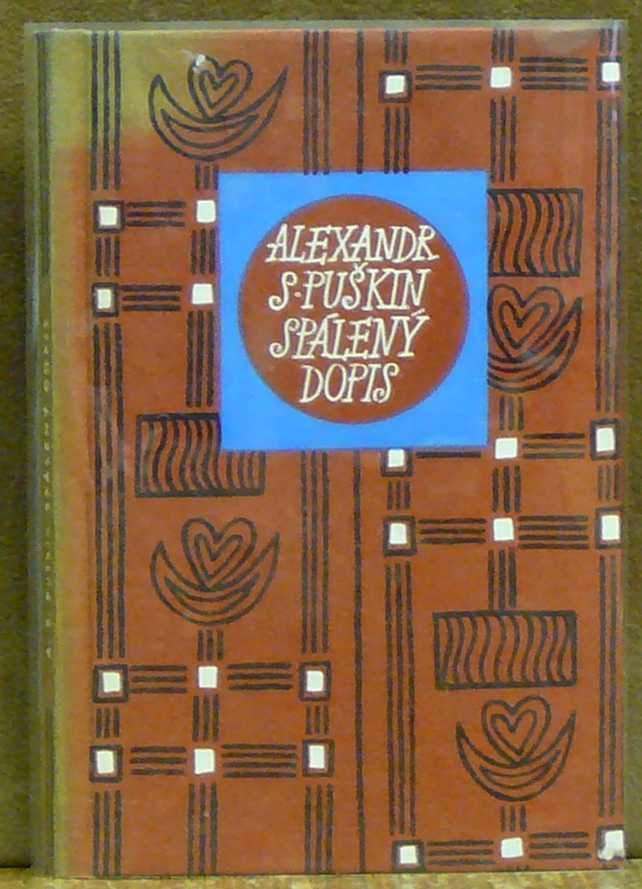 ALEXANDR
S-PUŠKIN
SPÁLENÝ
DOPIS